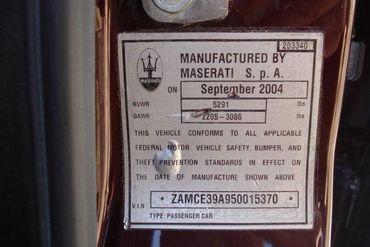 203340
MASERATI
MANUFACTURED BY
MASERATI S. p. A.
ON September 2004
GVWR 5291 lbs
GAWR 2205-3086 lbs
THIS VEHICLE CONFORMS TO ALL APPLICABLE
FEDERAL MOTOR VEHICLE SAFETY, BUMPER, AND
THEFT PREVENTION STANDARDS IN EFFECT ON
THE DATE OF MANUFACTURE SHOWN ABOVE.
V.I.N. • ZAMCE39A950015370 •
TYPE: PASSENGER CAR